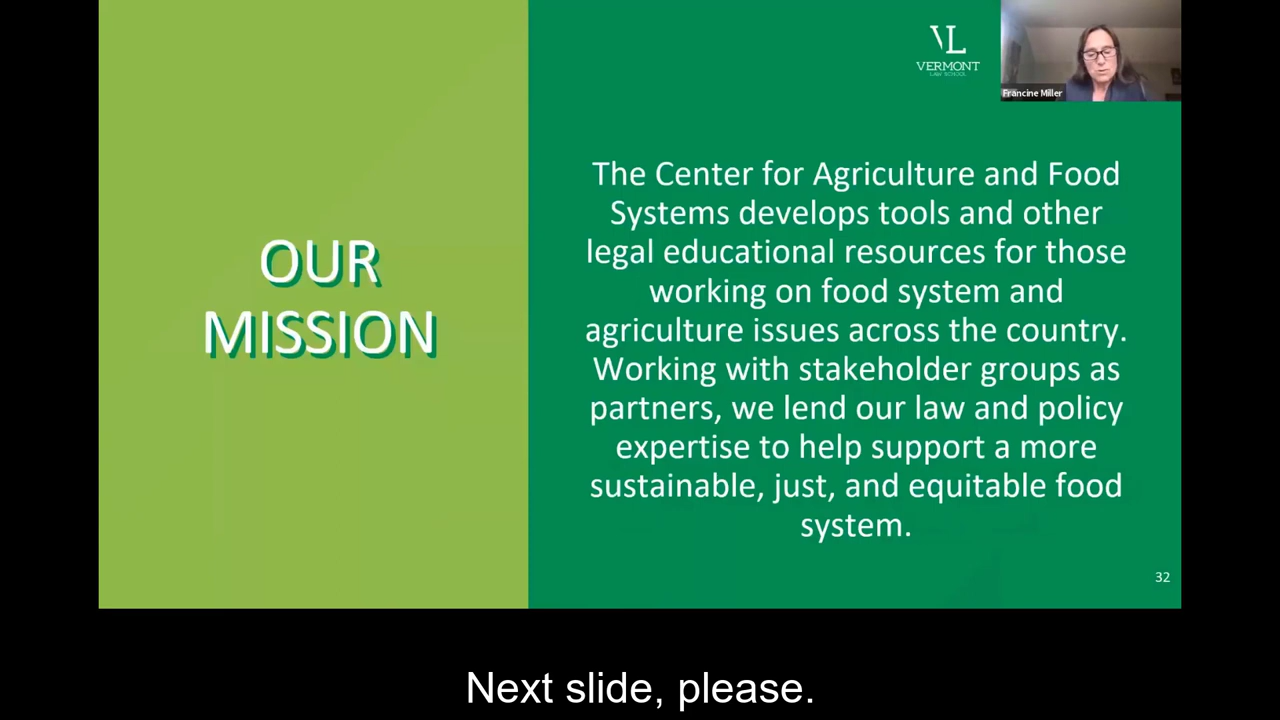 VL
VERMONT
LAW SCHOOL
Francine Miller
OUR
MISSION
The Center for Agriculture and Food
Systems develops tools and other
legal educational resources for those
working on food system and
agriculture issues across the country.
Working with stakeholder groups as
partners, we lend our law and policy
expertise to help support a more
sustainable, just, and equitable food
system.
32
Next slide, please.